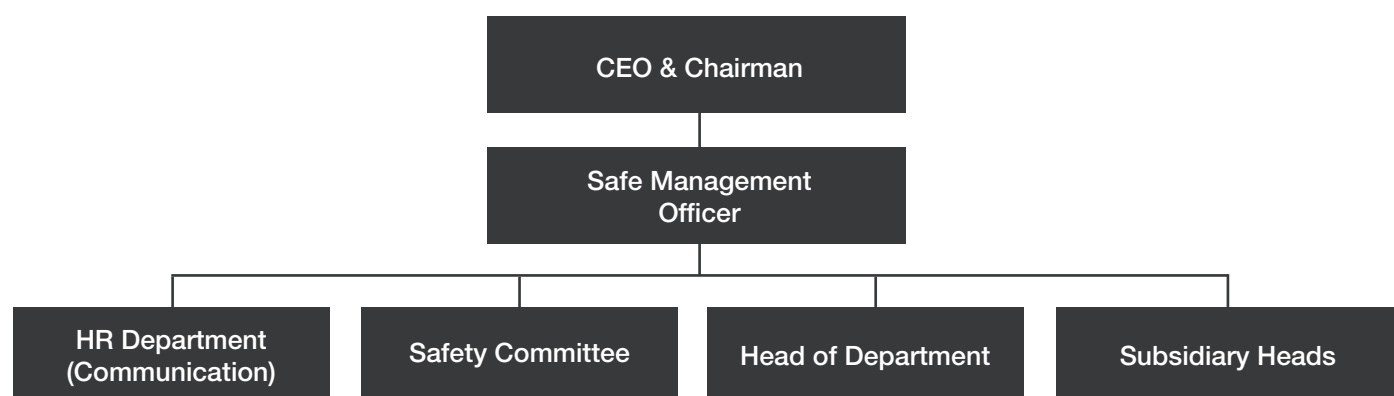 CEO & Chairman
Safe Management
Officer
HR Department
(Communication)
Safety Committee
Head of Department
Subsidiary Heads